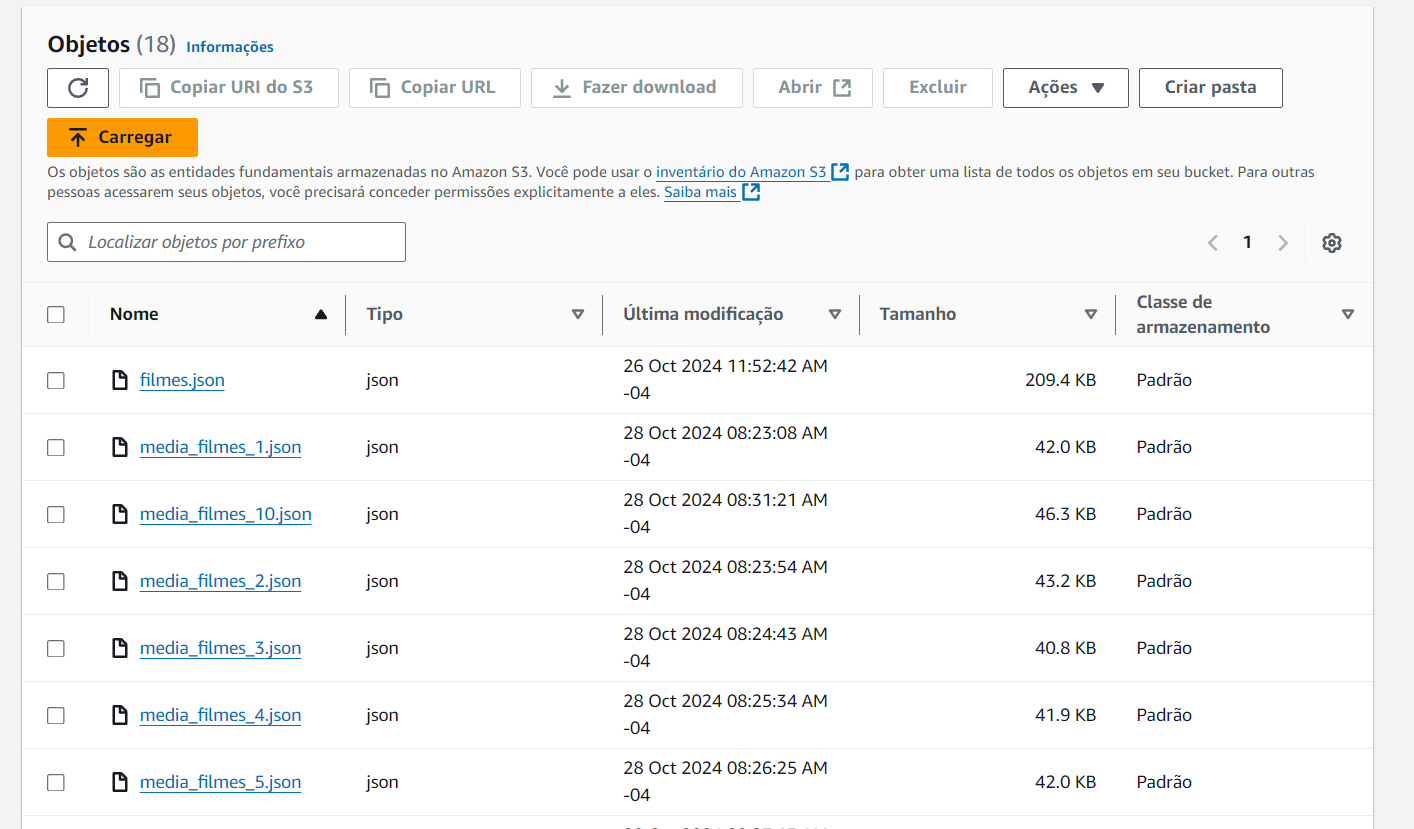 Objetos (18) Informações
Copiar URI do S3 Copiar URL Fazer download Abrir Excluir Ações Criar pasta
Carregar
Os objetos são as entidades fundamentais armazenadas no Amazon S3. Você pode usar o inventário do Amazon S3 para obter uma lista de todos os objetos em seu bucket. Para outras
pessoas acessarem seus objetos, você precisará conceder permissões explicitamente a eles. Saiba mais
Localizar objetos por prefixo
1
Nome Tipo Última modificação Tamanho Classe de
armazenamento
filmes.json json 26 Oct 2024 11:52:42 AM 209.4 KB Padrão
-04
media_filmes_1.json json 28 Oct 2024 08:23:08 AM 42.0 KB Padrão
-04
media_filmes_10.json json 28 Oct 2024 08:31:21 AM 46.3 KB Padrão
-04
media_filmes_2.json json 28 Oct 2024 08:23:54 AM 43.2 KB Padrão
-04
media_filmes_3.json json 28 Oct 2024 08:24:43 AM 40.8 KB Padrão
-04
media_filmes_4.json json 28 Oct 2024 08:25:34 AM 41.9 KB Padrão
-04
media_filmes_5.json json 28 Oct 2024 08:26:25 AM 42.0 KB Padrão
-04